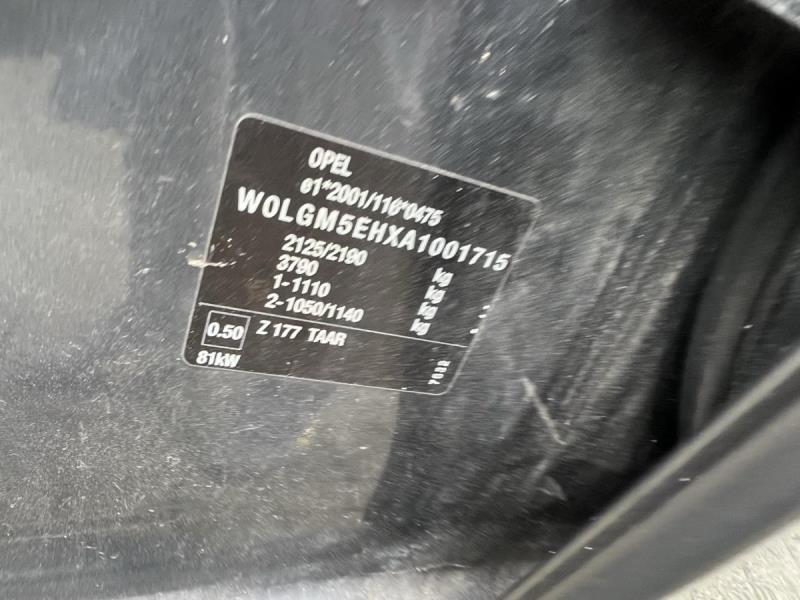 OPEL
e1*2001/116*0475
W0LGM5EHXA1001715
2125/2190 kg
3790 kg
1-1110 kg
2-1050/1140 kg
0.50 Z 177 TAAR
81kW